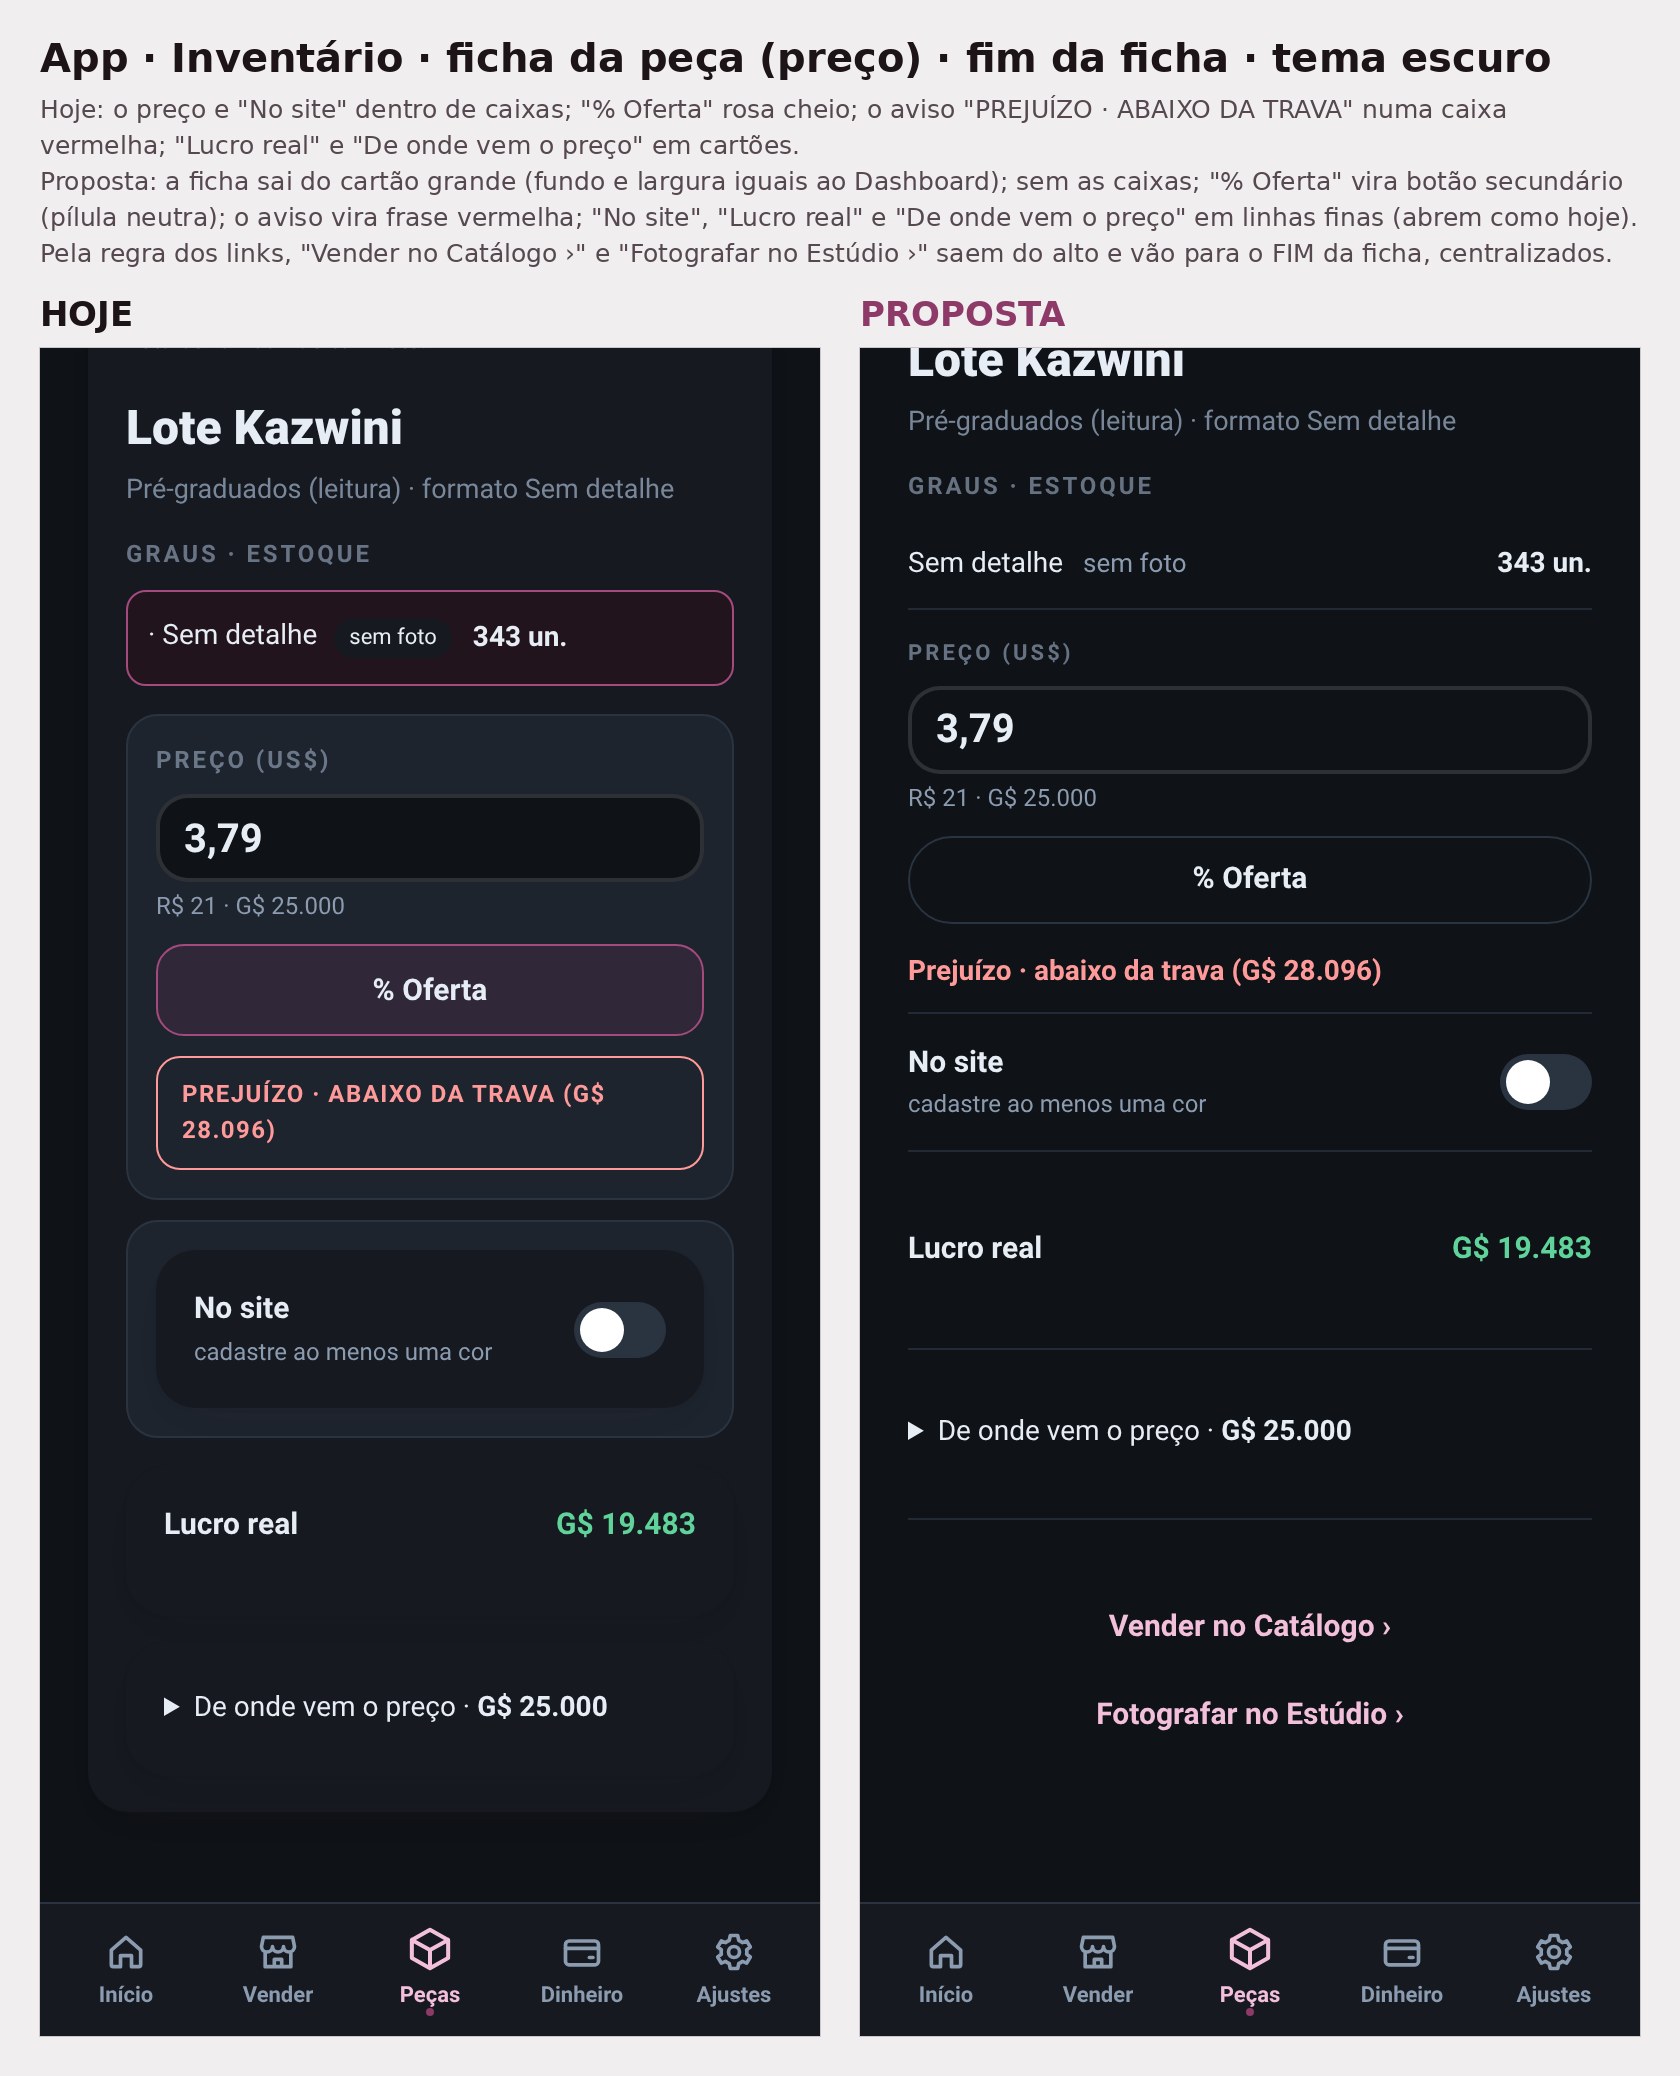 App · Inventário · ficha da peça (preço) · fim da ficha · tema escuro
Hoje: o preço e "No site" dentro de caixas; "% Oferta" rosa cheio; o aviso "PREJUÍZO · ABAIXO DA TRAVA" numa caixa
vermelha; "Lucro real" e "De onde vem o preço" em cartões.
Proposta: a ficha sai do cartão grande (fundo e largura iguais ao Dashboard); sem as caixas; "% Oferta" vira botão secundário
(pílula neutra); o aviso vira frase vermelha; "No site", "Lucro real" e "De onde vem o preço" em linhas finas (abrem como hoje).
Pela regra dos links, "Vender no Catálogo ›" e "Fotografar no Estúdio ›" saem do alto e vão para o FIM da ficha, centralizados.
HOJE
Lote Kazwini
Pré-graduados (leitura) · formato Sem detalhe
GRAUS · ESTOQUE
· Sem detalhe sem foto 343 un.
PREÇO (US$)
3,79
R$ 21 · G$ 25.000
% Oferta
PREJUÍZO · ABAIXO DA TRAVA (G$
28.096)
No site
cadastre ao menos uma cor
Lucro real G$ 19.483
▶ De onde vem o preço · G$ 25.000
Início Vender Peças Dinheiro Ajustes
PROPOSTA
Lote Kazwini
Pré-graduados (leitura) · formato Sem detalhe
GRAUS · ESTOQUE
Sem detalhe sem foto 343 un.
PREÇO (US$)
3,79
R$ 21 · G$ 25.000
% Oferta
Prejuízo · abaixo da trava (G$ 28.096)
No site
cadastre ao menos uma cor
Lucro real G$ 19.483
▶ De onde vem o preço · G$ 25.000
Vender no Catálogo ›
Fotografar no Estúdio ›
Início Vender Peças Dinheiro Ajustes